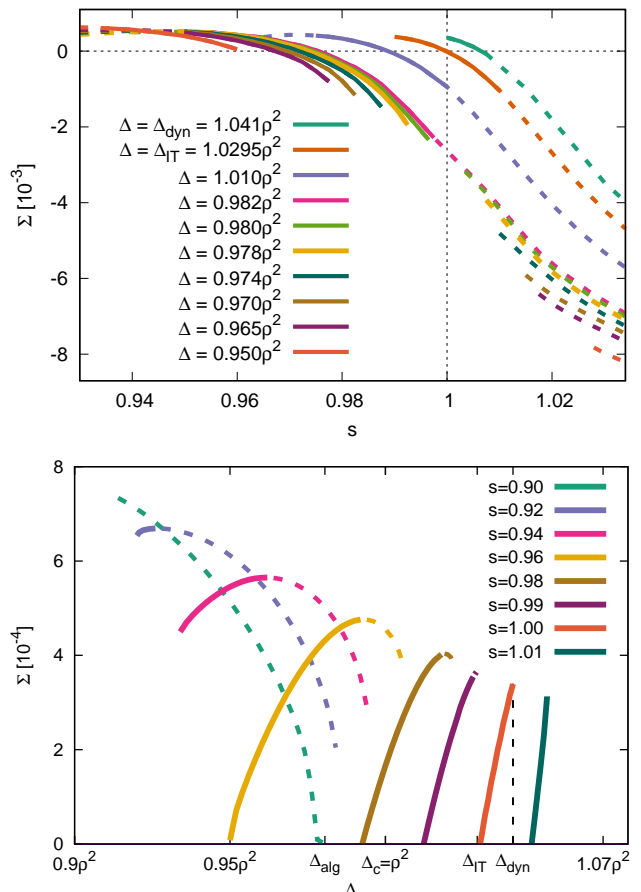 0
-2
-4
-6
-8
Σ [10⁻³]
Δ = Δdyn = 1.041ρ²
Δ = ΔIT = 1.0295ρ²
Δ = 1.010ρ²
Δ = 0.982ρ²
Δ = 0.980ρ²
Δ = 0.978ρ²
Δ = 0.974ρ²
Δ = 0.970ρ²
Δ = 0.965ρ²
Δ = 0.950ρ²
0.94 0.96 0.98 1 1.02
s
8
6
4
2
0
Σ [10⁻⁴]
s=0.90
s=0.92
s=0.94
s=0.96
s=0.98
s=0.99
s=1.00
s=1.01
0.9ρ² 0.95ρ² Δalg Δc=ρ² ΔIT Δdyn 1.07ρ²
Δ